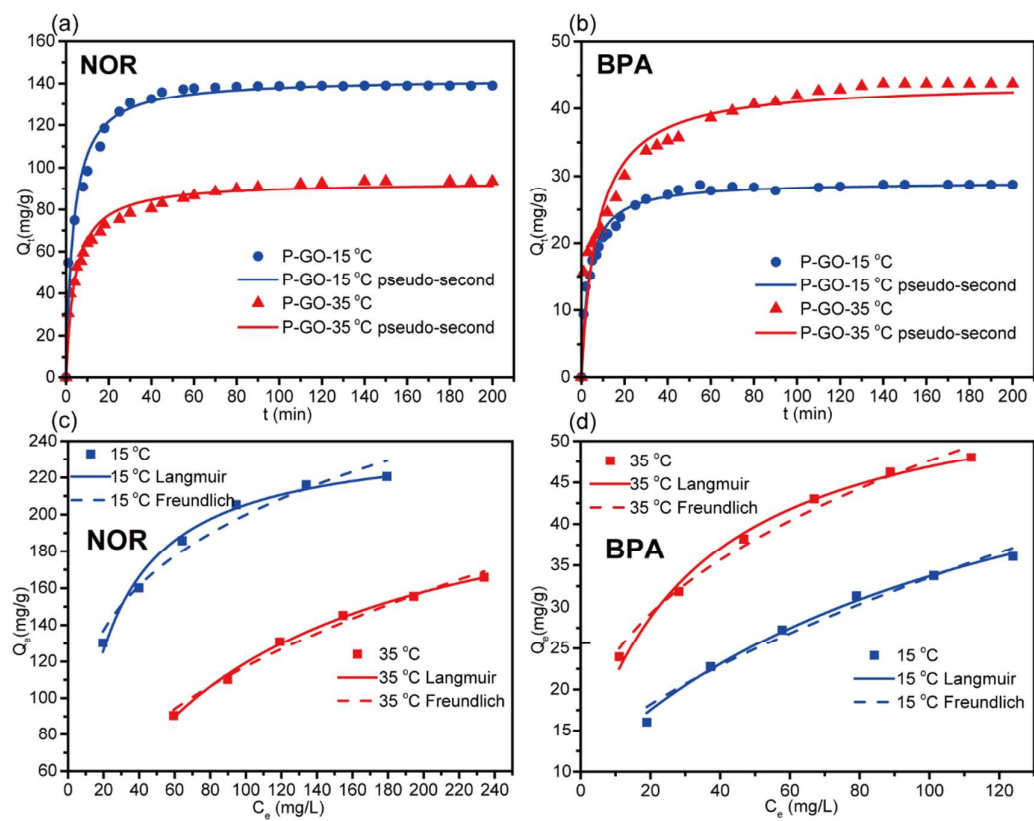 (a)
NOR
Qt(mg/g)
160
140
120
100
80
60
40
20
0
P-GO-15 °C
P-GO-15 °C pseudo-second
P-GO-35 °C
P-GO-35 °C pseudo-second
0 20 40 60 80 100 120 140 160 180 200
t (min)
(b)
BPA
Qt(mg/g)
50
40
30
20
10
0
P-GO-15 °C
P-GO-15 °C pseudo-second
P-GO-35 °C
P-GO-35 °C pseudo-second
0 20 40 60 80 100 120 140 160 180 200
t (min)
(c)
15 °C
15 °C Langmuir
15 °C Freundlich
NOR
Qe(mg/g)
240
220
200
180
160
140
120
100
80
60
35 °C
35 °C Langmuir
35 °C Freundlich
0 20 40 60 80 100 120 140 160 180 200 220 240
Ce (mg/L)
(d)
35 °C
35 °C Langmuir
35 °C Freundlich
BPA
Qe(mg/g)
50
45
40
35
30
25
20
15
10
15 °C
15 °C Langmuir
15 °C Freundlich
0 20 40 60 80 100 120
Ce (mg/L)